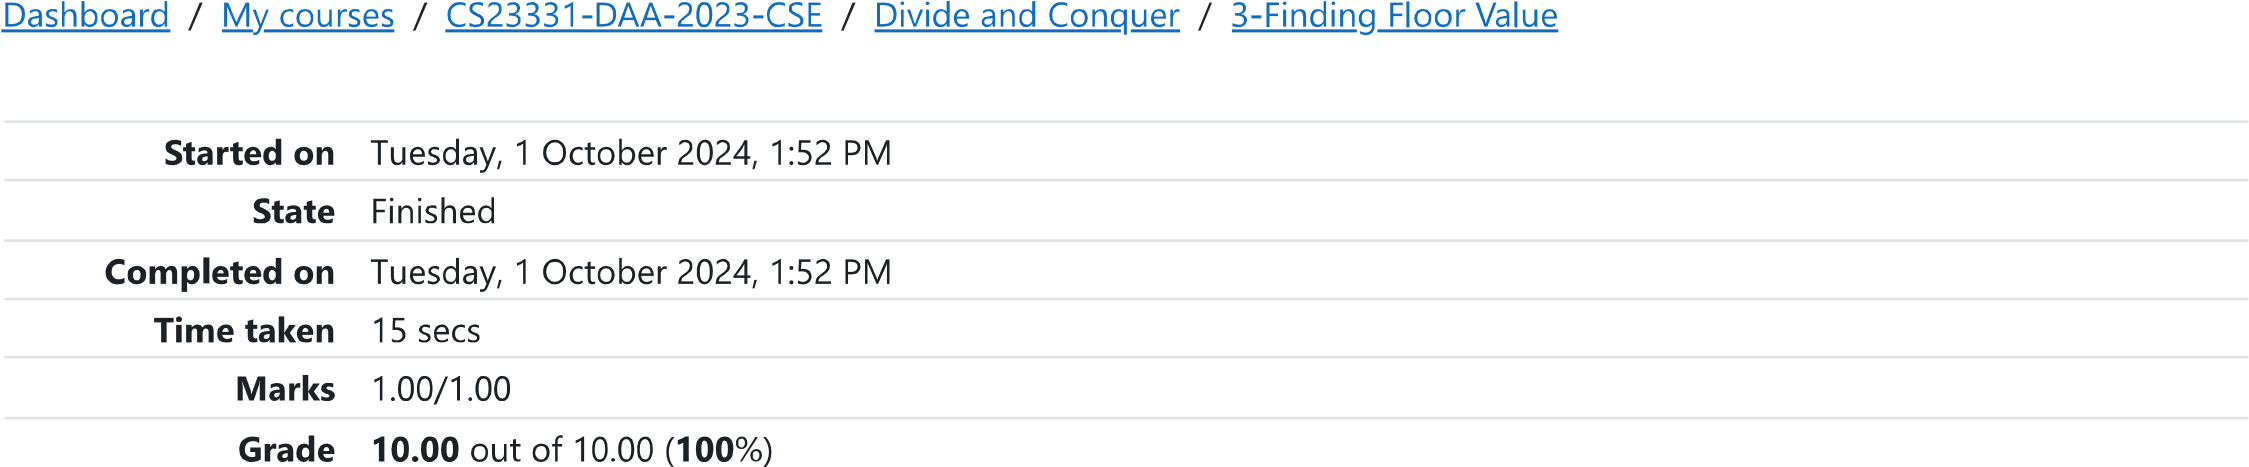 Dashboard / My courses / CS23331-DAA-2023-CSE / Divide and Conquer / 3-Finding Floor Value
Started on Tuesday, 1 October 2024, 1:52 PM
State Finished
Completed on Tuesday, 1 October 2024, 1:52 PM
Time taken 15 secs
Marks 1.00/1.00
Grade 10.00 out of 10.00 (100%)